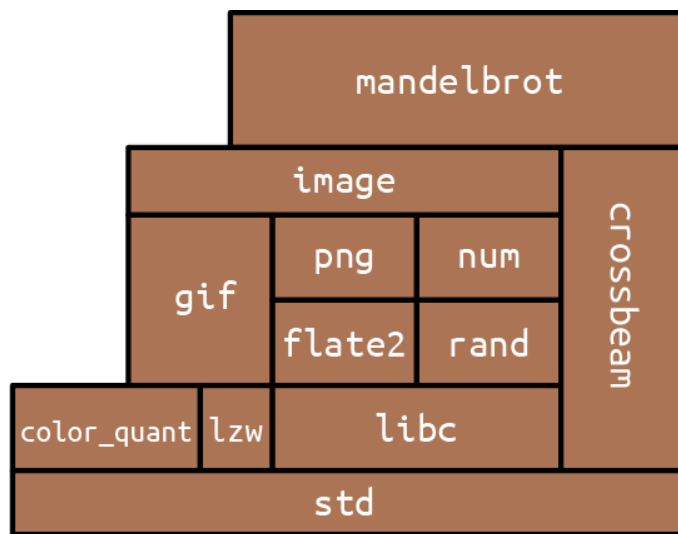 mandelbrot
image
crossbeam
gif
png
num
flate2
rand
color_quant
lzw
libc
std